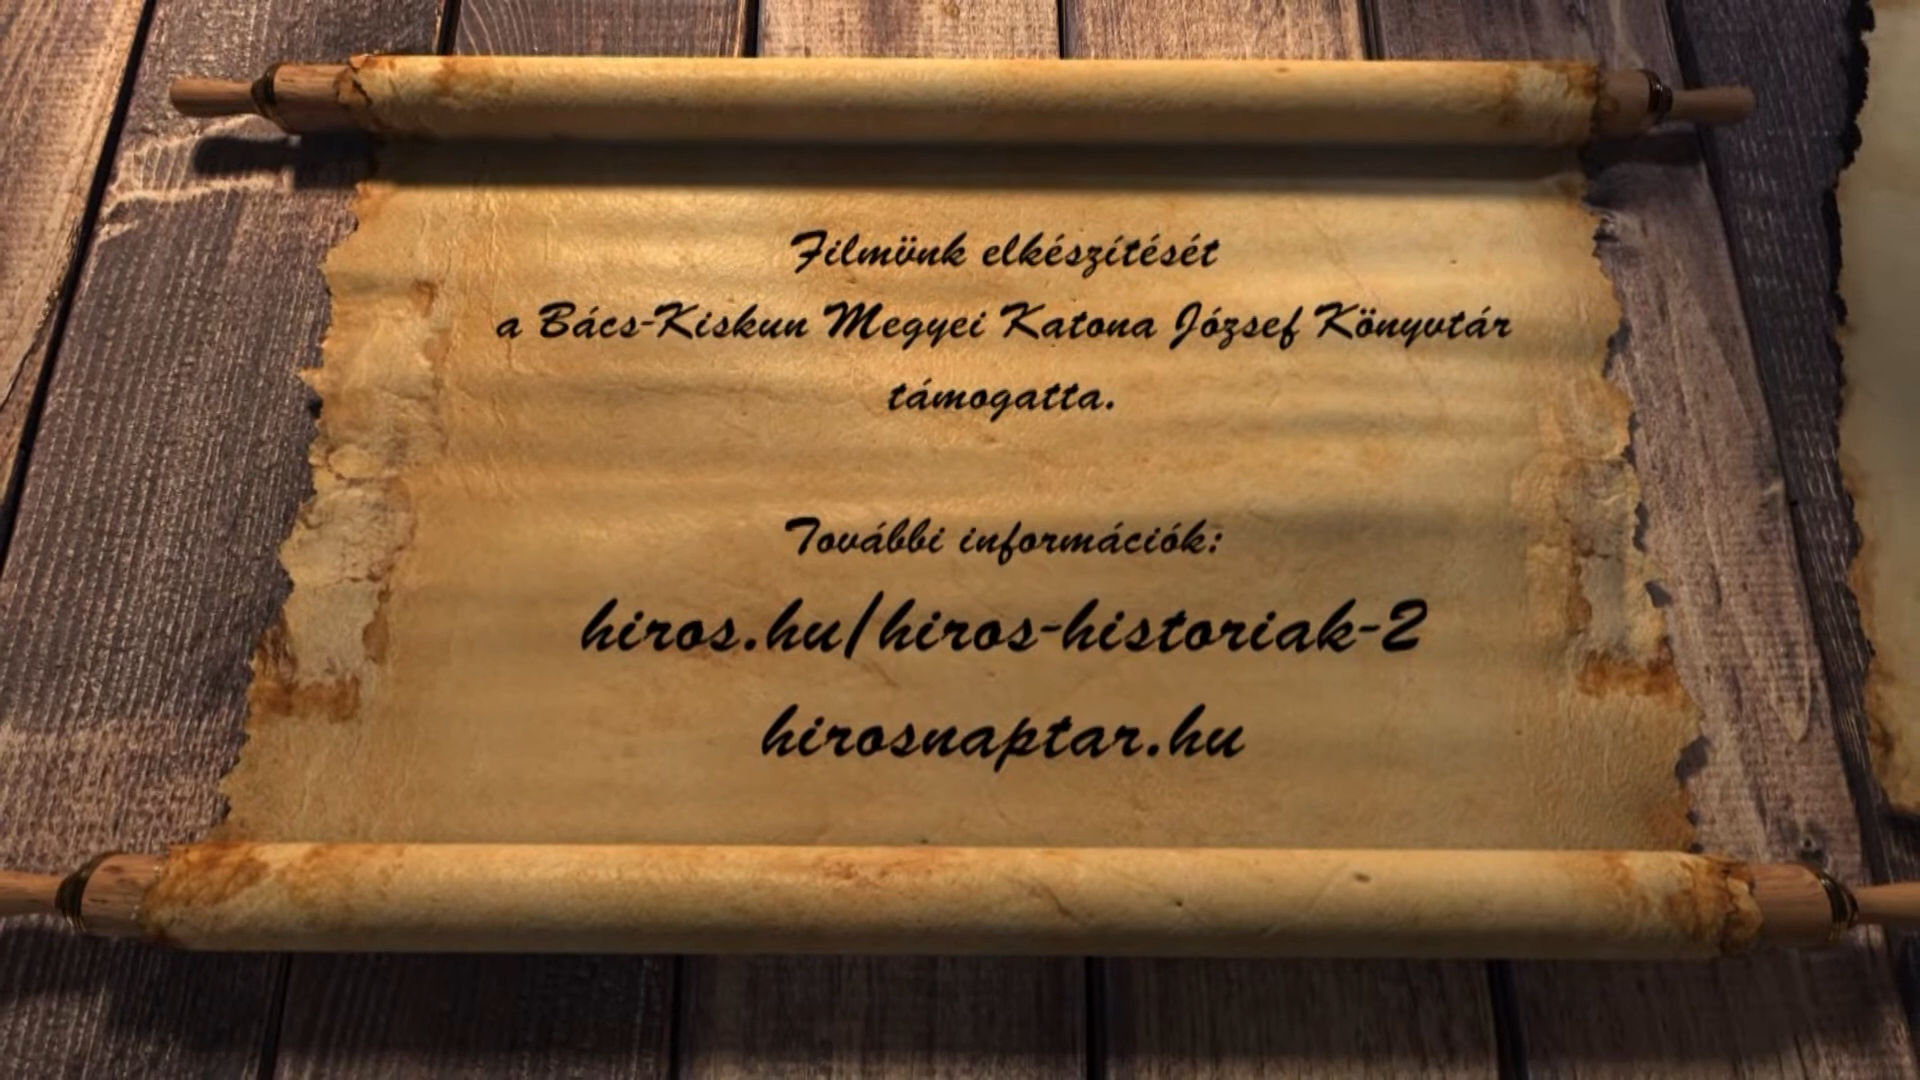 Filmünk elkészítését
a Bács-Kiskun Megyei Katona József Könyvtár
támogatta.
További információk:
hiros.hu/hiros-historiak-2
hirosnaptar.hu